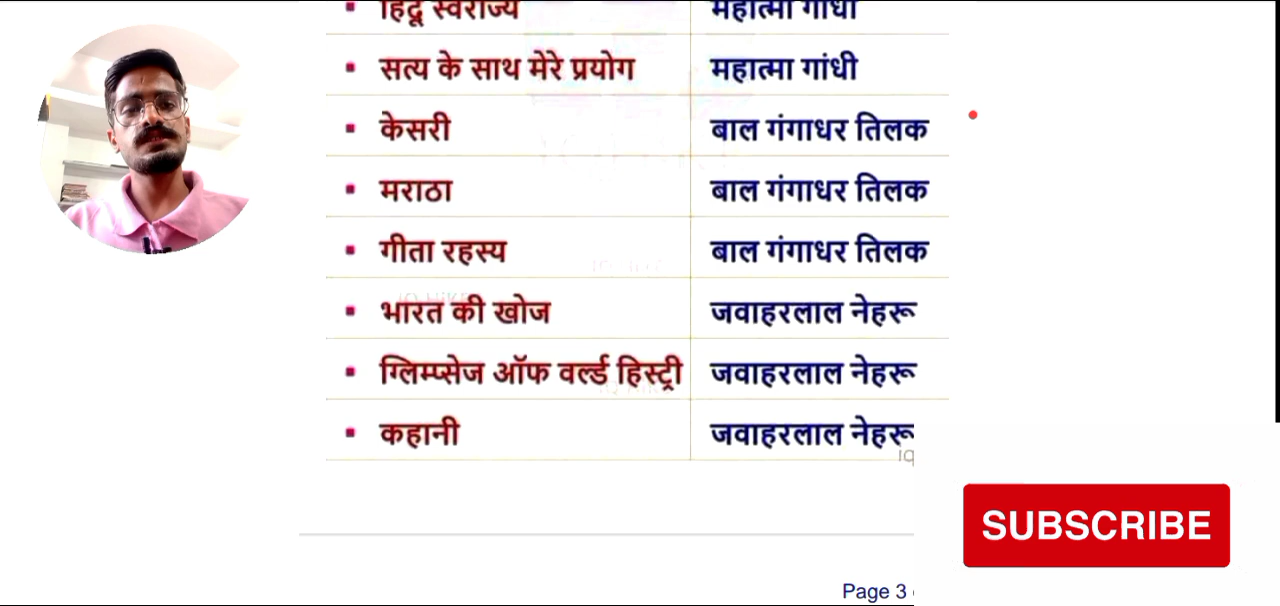 हिंदू स्वराज्य महात्मा गांधी
सत्य के साथ मेरे प्रयोग महात्मा गांधी
केसरी बाल गंगाधर तिलक
मराठा बाल गंगाधर तिलक
गीता रहस्य बाल गंगाधर तिलक
भारत की खोज जवाहरलाल नेहरू
ग्लिम्प्सेज ऑफ वर्ल्ड हिस्ट्री जवाहरलाल नेहरू
कहानी जवाहरलाल नेहरू
iq
SUBSCRIBE
Page 3